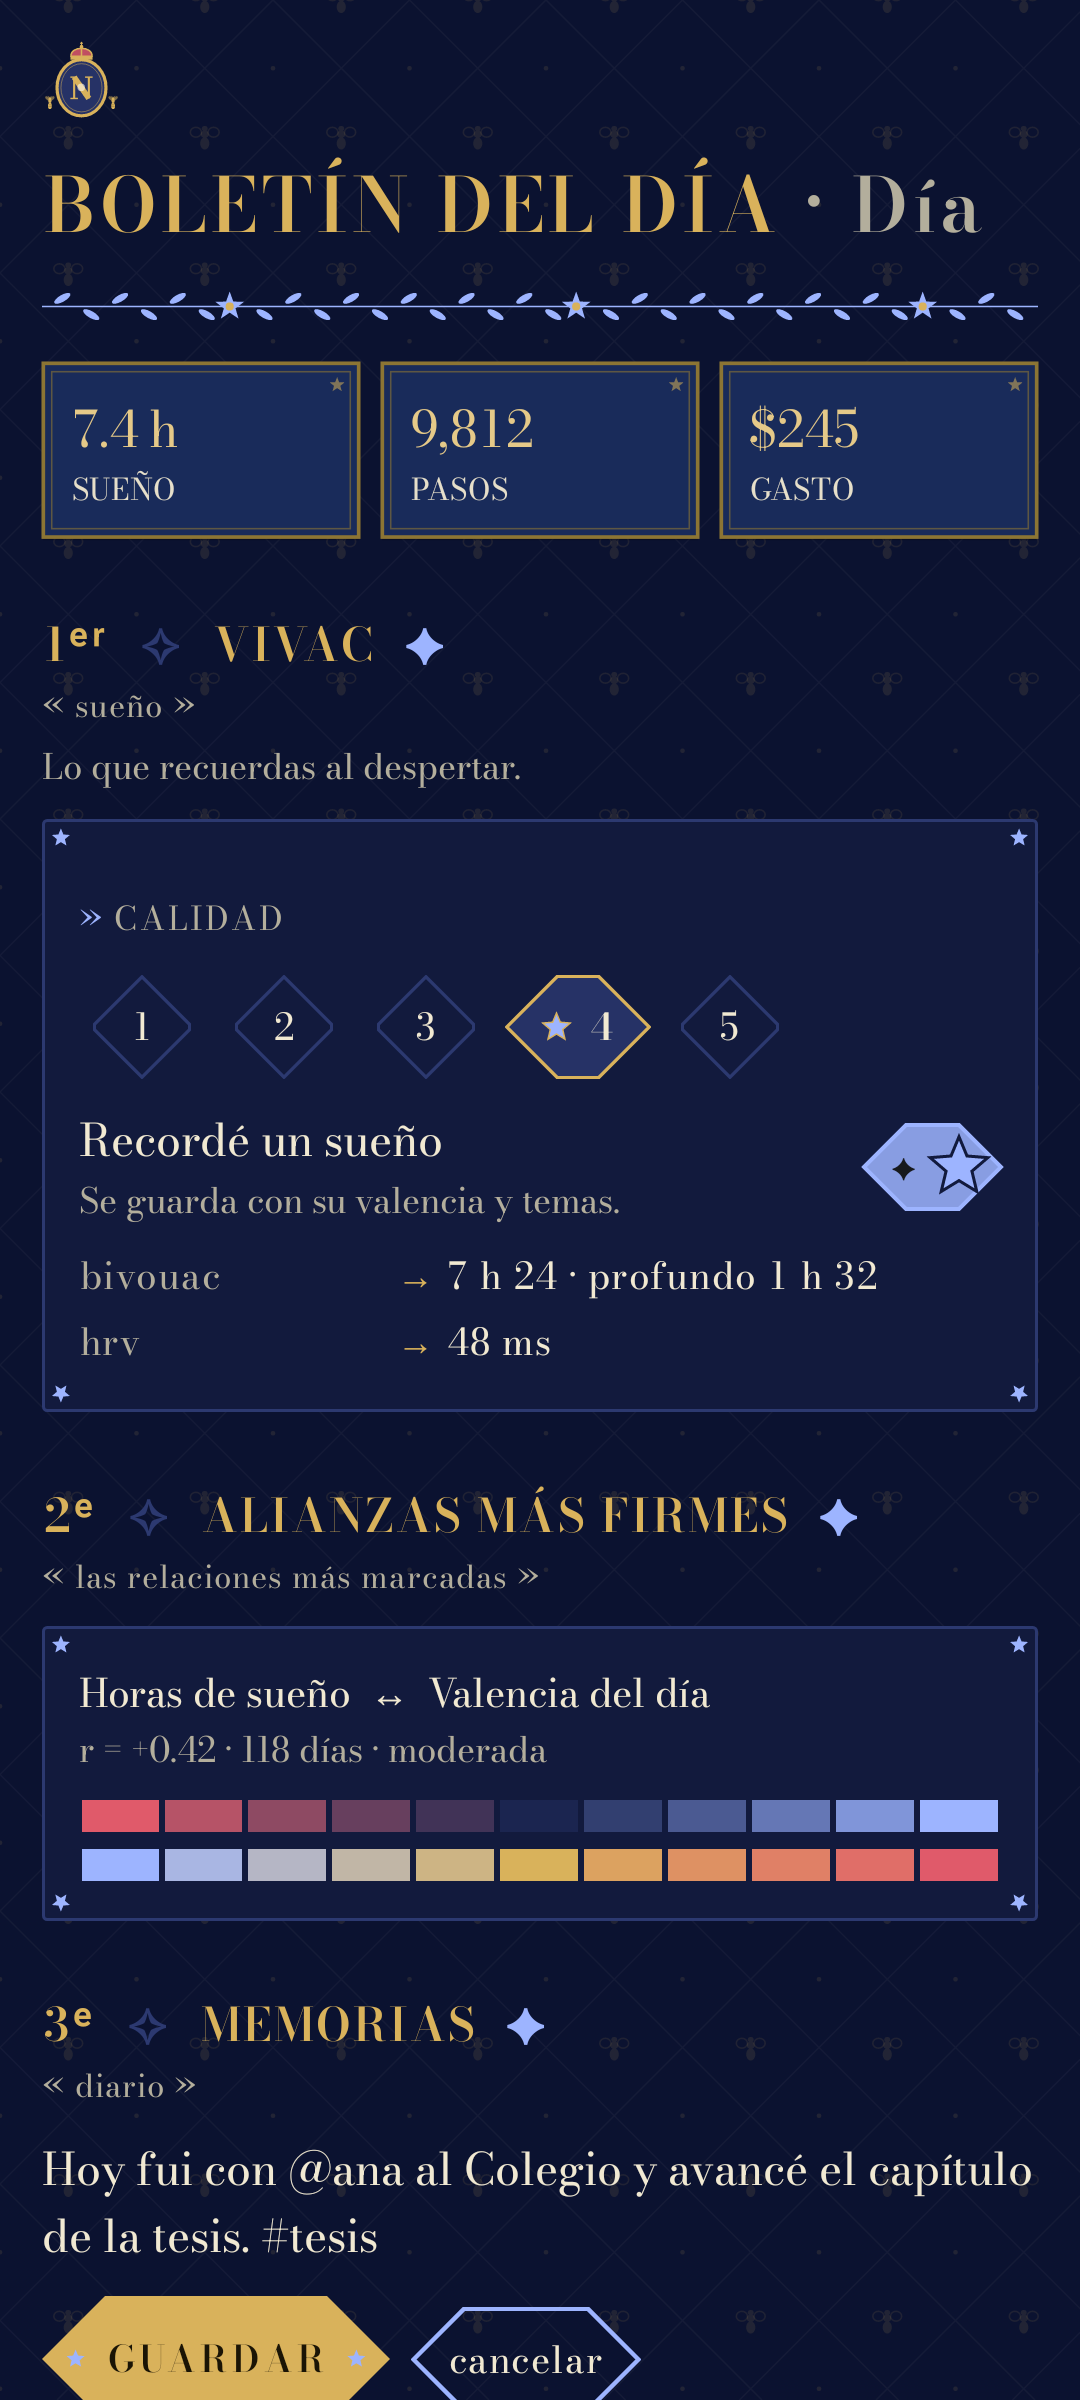 N
BOLETÍN DEL DÍA · Día
7.4 h
SUEÑO
9,812
PASOS
$245
GASTO
1er VIVAC
« sueño »
Lo que recuerdas al despertar.
» CALIDAD
1 2 3 4 5
Recordé un sueño
Se guarda con su valencia y temas.
bivouac → 7 h 24 · profundo 1 h 32
hrv → 48 ms
2e ALIANZAS MÁS FIRMES
« las relaciones más marcadas »
Horas de sueño ↔ Valencia del día
r = +0.42 · 118 días · moderada
3e MEMORIAS
« diario »
Hoy fui con @ana al Colegio y avancé el capítulo
de la tesis. #tesis
GUARDAR cancelar